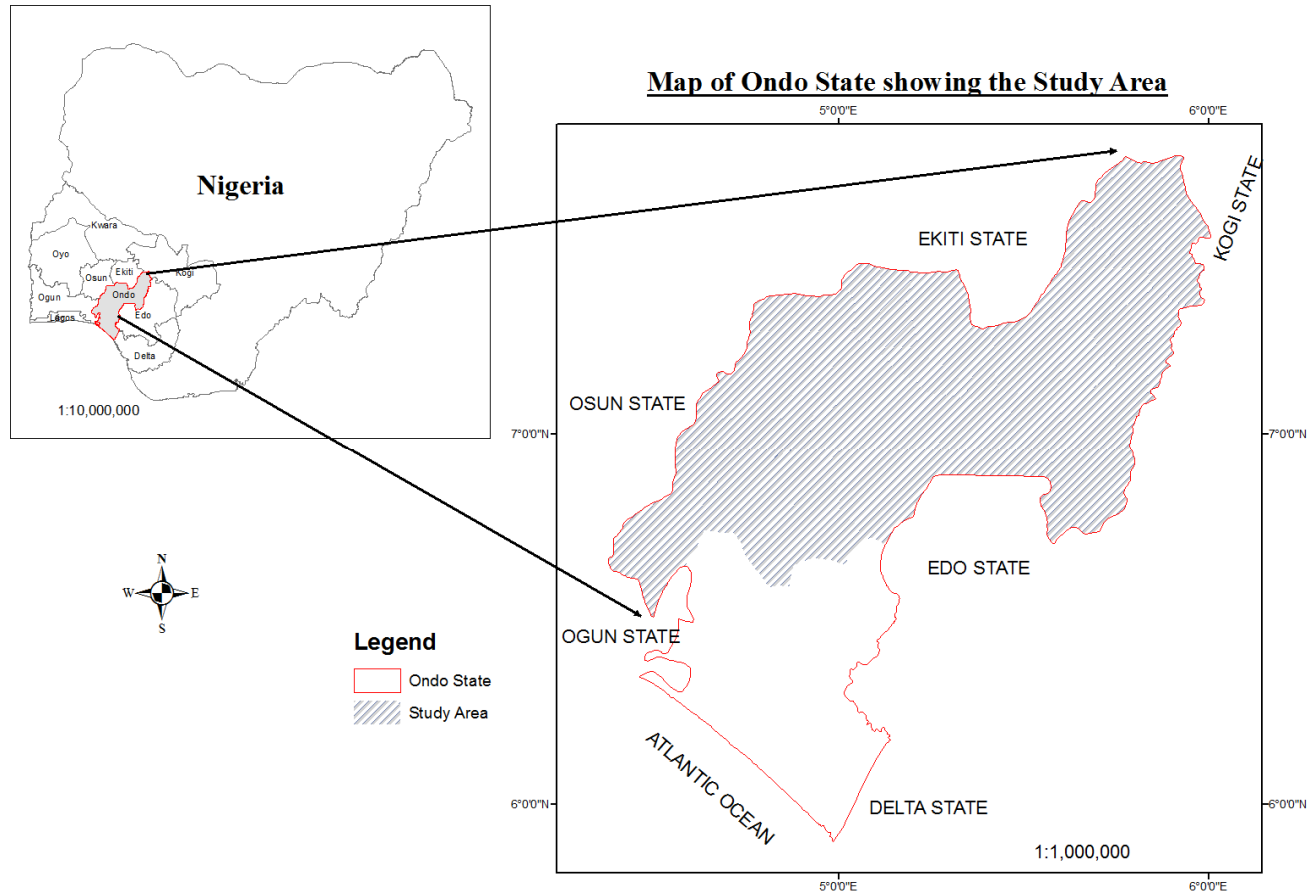 Map of Ondo State showing the Study Area
Nigeria
Kwara
Oyo
Osun
Ekiti
Kogi
Ogun
Ondo
Lagos
Edo
Delta
1:10,000,000
5°0'0"E
6°0'0"E
KOGI STATE
EKITI STATE
OSUN STATE
7°0'0"N
7°0'0"N
EDO STATE
OGUN STATE
ATLANTIC OCEAN
DELTA STATE
6°0'0"N
6°0'0"N
1:1,000,000
5°0'0"E
6°0'0"E
N
W
E
S
Legend
Ondo State
Study Area